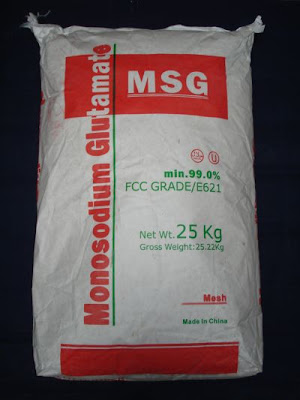 MSG
Monosodium Glutamate
min.99.0%
FCC GRADE/E621
Net Wt. 25 Kg
Gross Weight: 25.22Kg
Mesh
Made In China